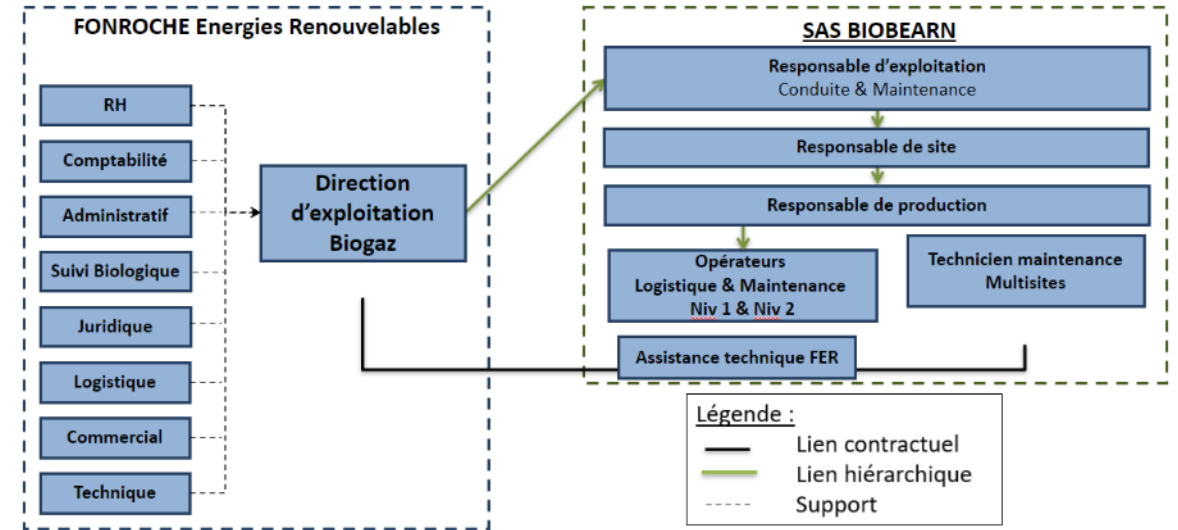 FONROCHE Energies Renouvelables
RH
Comptabilité
Administratif
Suivi Biologique
Juridique
Logistique
Commercial
Technique
Direction
d'exploitation
Biogaz
SAS BIOBEARN
Responsable d'exploitation
Conduite & Maintenance
Responsable de site
Responsable de production
Opérateurs
Logistique & Maintenance
Niv 1 & Niv 2
Technicien maintenance
Multisites
Assistance technique FER
Légende :
Lien contractuel
Lien hiérarchique
Support